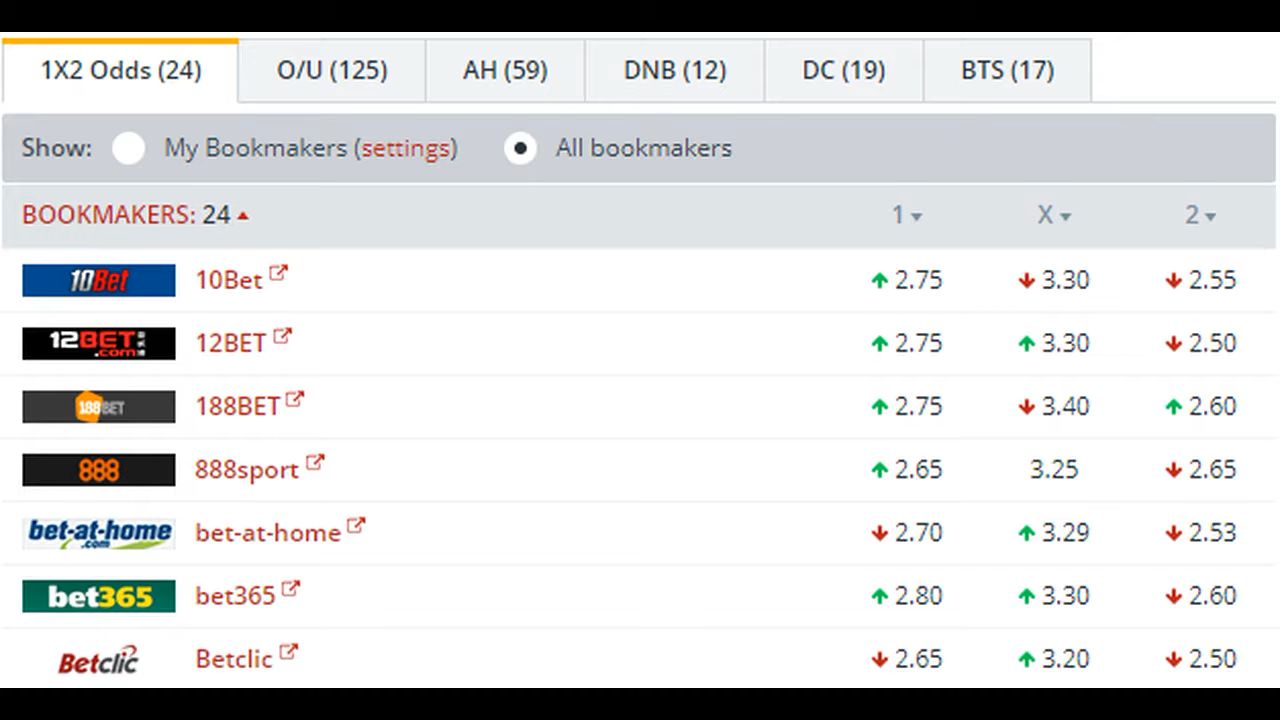 1X2 Odds (24) O/U (125) AH (59) DNB (12) DC (19) BTS (17)
Show: My Bookmakers (settings) All bookmakers
BOOKMAKERS: 24 1 X 2
10Bet 10Bet 2.75 3.30 2.55
12BET .com 12BET 2.75 3.30 2.50
188BET 188BET 2.75 3.40 2.60
888 888sport 2.65 3.25 2.65
bet-at-home .com bet-at-home 2.70 3.29 2.53
bet365 bet365 2.80 3.30 2.60
Betclic Betclic 2.65 3.20 2.50